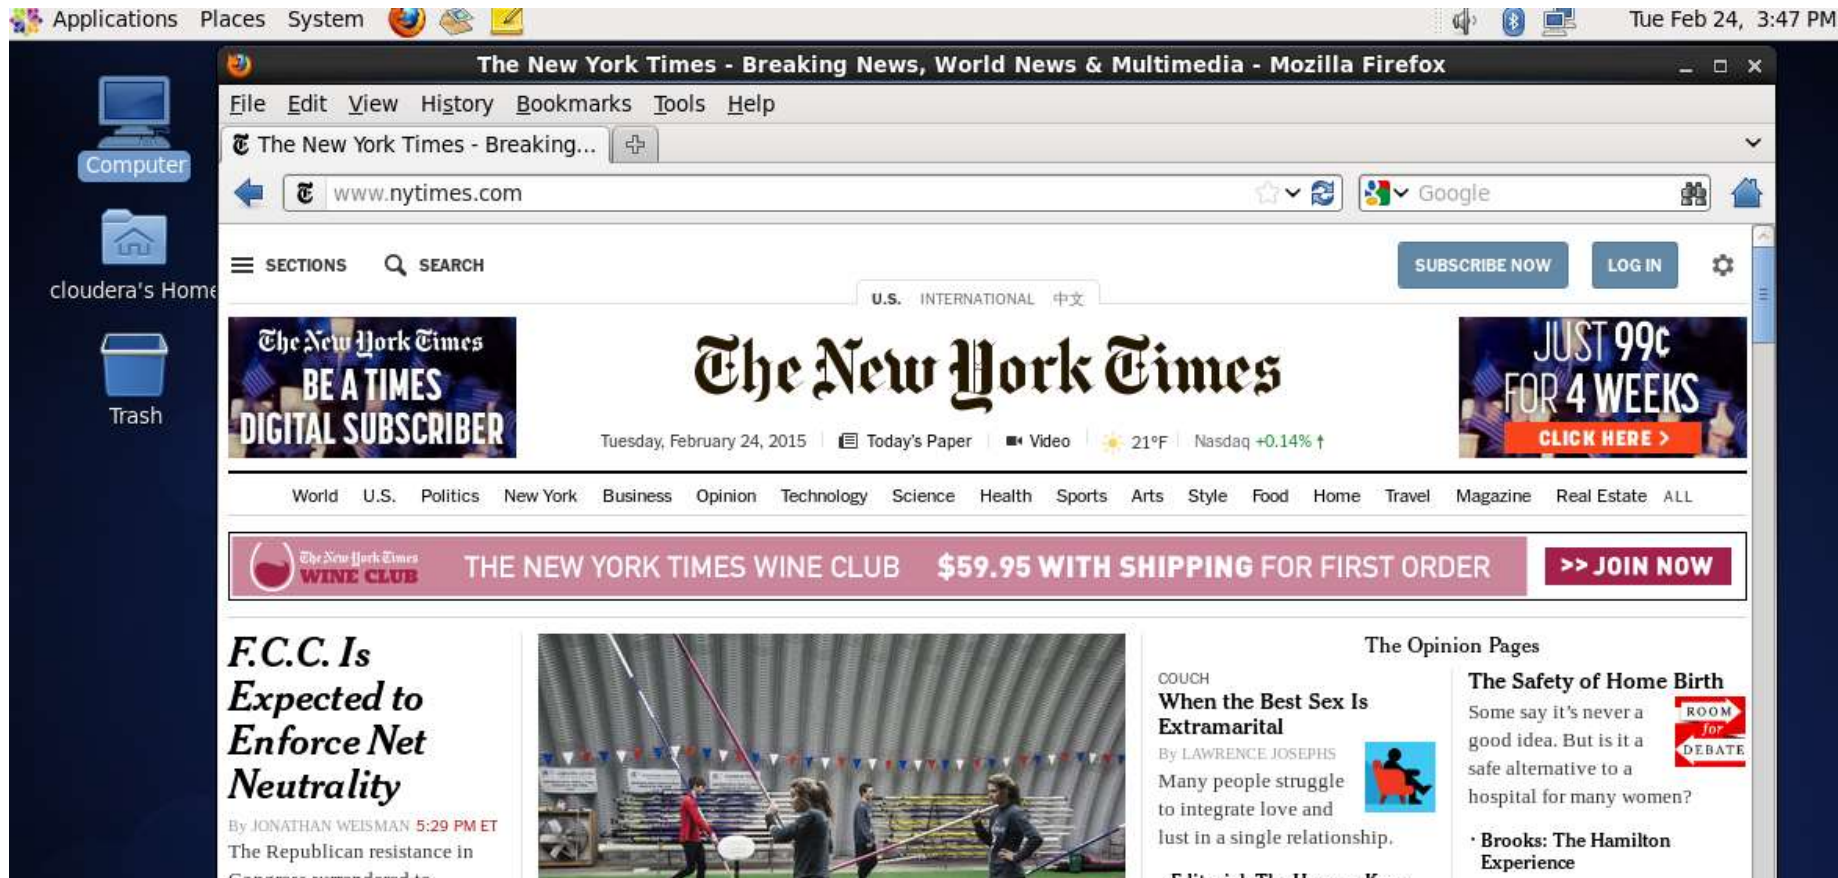 Applications Places System
Tue Feb 24, 3:47 PM
Computer
cloudera's Home
Trash
The New York Times - Breaking News, World News & Multimedia - Mozilla Firefox
File Edit View History Bookmarks Tools Help
The New York Times - Breaking...
www.nytimes.com
Google
SECTIONS SEARCH
SUBSCRIBE NOW LOG IN
U.S. INTERNATIONAL 中文
The New York Times
BE A TIMES
DIGITAL SUBSCRIBER
The New York Times
JUST 99¢
FOR 4 WEEKS
CLICK HERE >
Tuesday, February 24, 2015 Today's Paper Video 21°F Nasdaq +0.14% ↑
World U.S. Politics New York Business Opinion Technology Science Health Sports Arts Style Food Home Travel Magazine Real Estate ALL
The New York Times
WINE CLUB
THE NEW YORK TIMES WINE CLUB $59.95 WITH SHIPPING FOR FIRST ORDER
>> JOIN NOW
F.C.C. Is
Expected to
Enforce Net
Neutrality
By JONATHAN WEISMAN 5:29 PM ET
The Republican resistance in
The Opinion Pages
COUCH
When the Best Sex Is
Extramarital
By LAWRENCE JOSEPHS
Many people struggle
to integrate love and
lust in a single relationship.
The Safety of Home Birth
Some say it's never a
good idea. But is it a
safe alternative to a
hospital for many women?
ROOM
for
DEBATE
· Brooks: The Hamilton
Experience